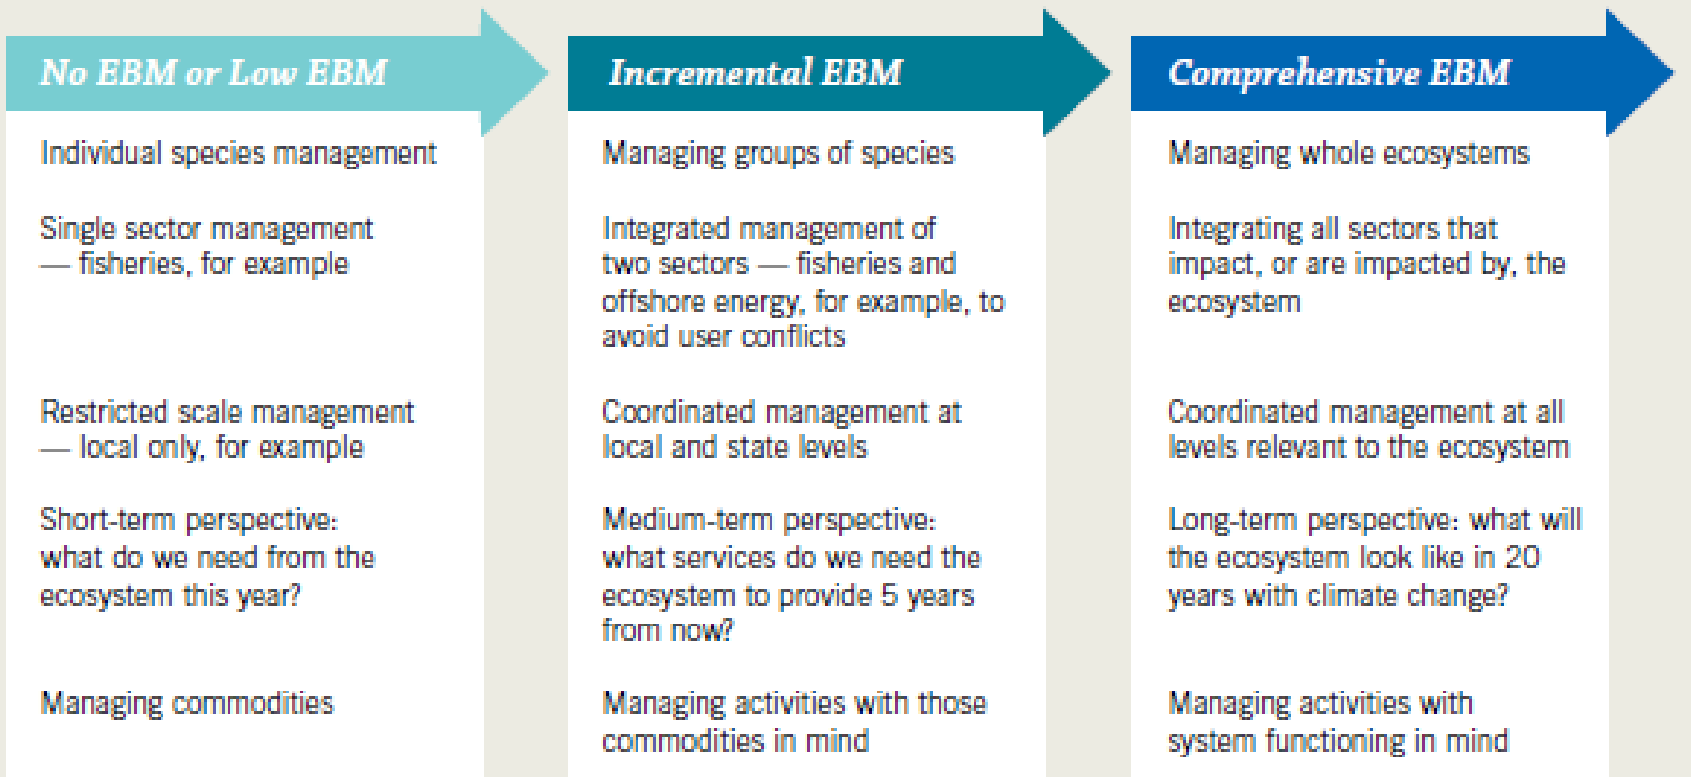 No EBM or Low EBM
Individual species management
Single sector management
— fisheries, for example
Restricted scale management
— local only, for example
Short-term perspective:
what do we need from the
ecosystem this year?
Managing commodities
Incremental EBM
Managing groups of species
Integrated management of
two sectors — fisheries and
offshore energy, for example, to
avoid user conflicts
Coordinated management at
local and state levels
Medium-term perspective:
what services do we need the
ecosystem to provide 5 years
from now?
Managing activities with those
commodities in mind
Comprehensive EBM
Managing whole ecosystems
Integrating all sectors that
impact, or are impacted by, the
ecosystem
Coordinated management at all
levels relevant to the ecosystem
Long-term perspective: what will
the ecosystem look like in 20
years with climate change?
Managing activities with
system functioning in mind